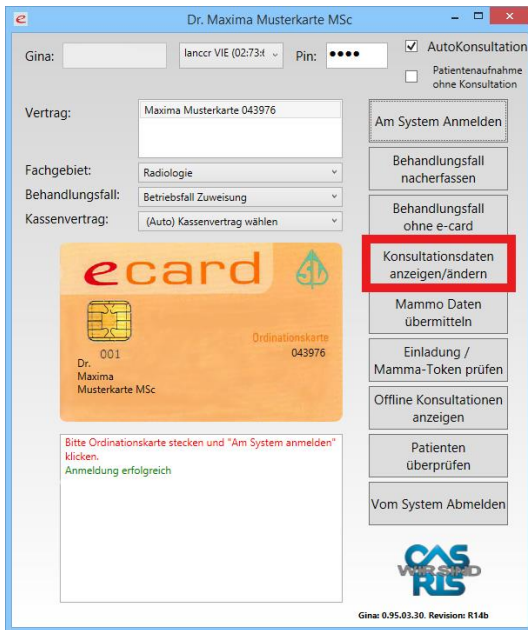 e
Dr. Maxima Musterkarte MSc
Gina:
lanccr VIE (02:73:f
Pin:
AutoKonsultation
Patientenaufnahme
ohne Konsultation
Vertrag:
Maxima Musterkarte 043976
Am System Anmelden
Fachgebiet:
Radiologie
Behandlungsfall
nacherfassen
Behandlungsfall:
Betriebsfall Zuweisung
Kassenvertrag:
(Auto) Kassenvertrag wählen
Behandlungsfall
ohne e-card
ecard
Konsultationsdaten
anzeigen/ändern
Mammo Daten
übermitteln
Ordinationskarte
001
043976
Dr.
Maxima
Musterkarte MSc
Einladung /
Mamma-Token prüfen
Offline Konsultationen
anzeigen
Bitte Ordinationskarte stecken und "Am System anmelden"
klicken.
Anmeldung erfolgreich
Patienten
überprüfen
Vom System Abmelden
CAS
WIR SIND
RIS
Gina: 0.95.03.30. Revision: R14b